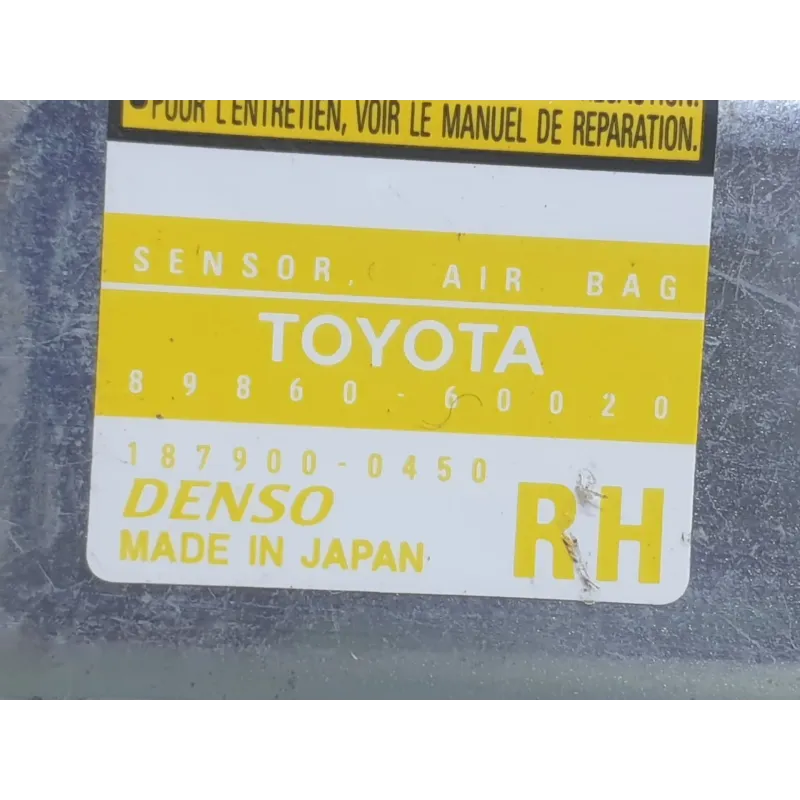 POUR L'ENTRETIEN, VOIR LE MANUEL DE REPARATION.
SENSOR, AIR BAG
TOYOTA
89860-60020
187900-0450
DENSO
MADE IN JAPAN
RH